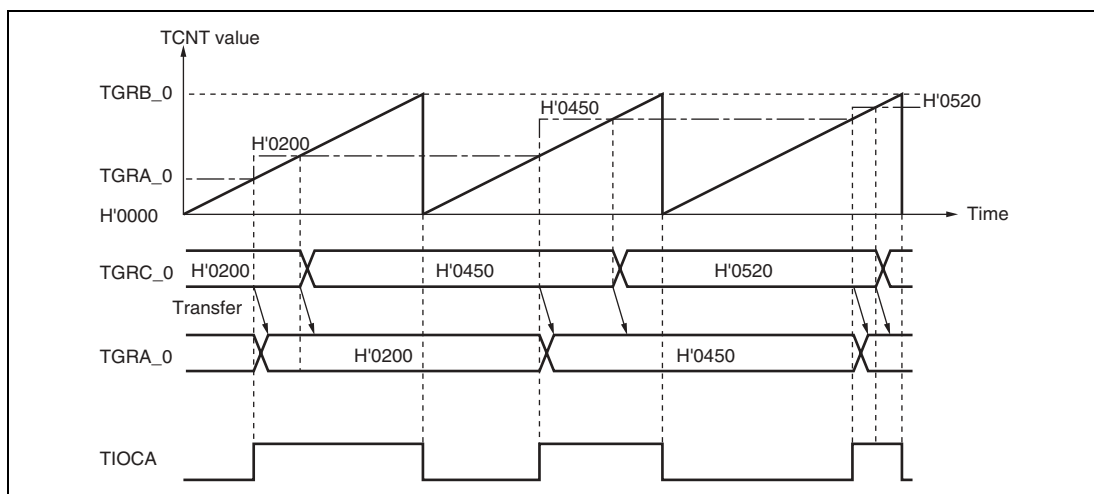 TCNT value
TGRB_0
H'0450
H'0520
H'0200
TGRA_0
H'0000
Time
TGRC_0
H'0200
H'0450
H'0520
Transfer
TGRA_0
H'0200
H'0450
TIOCA